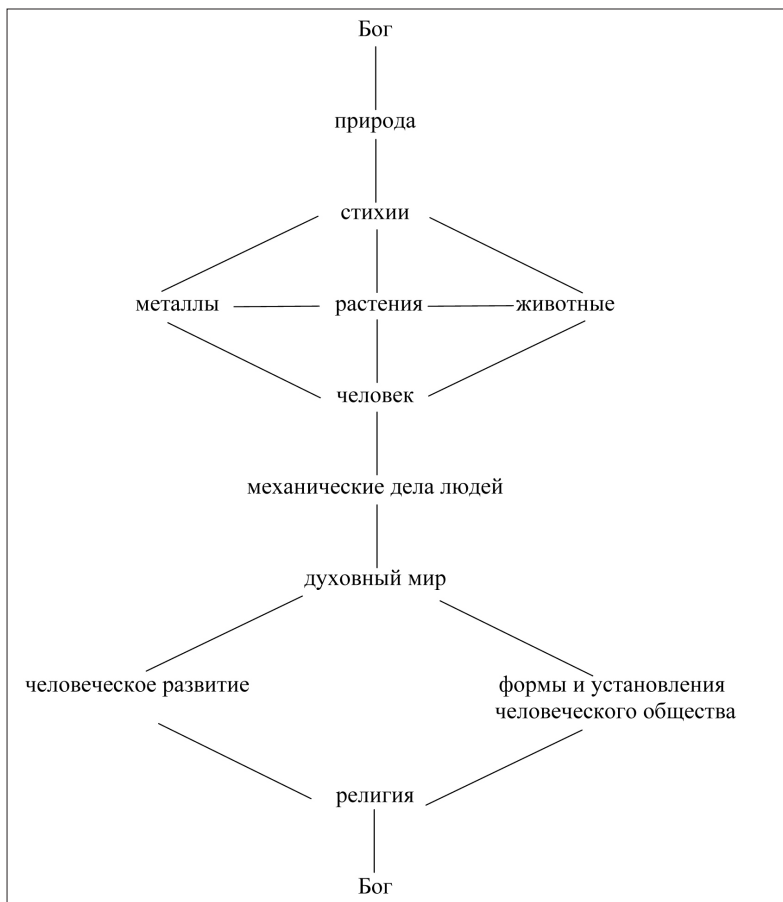 Бог
природа
стихии
металлы растения животные
человек
механические дела людей
духовный мир
человеческое развитие формы и установления
человеческого общества
религия
Бог